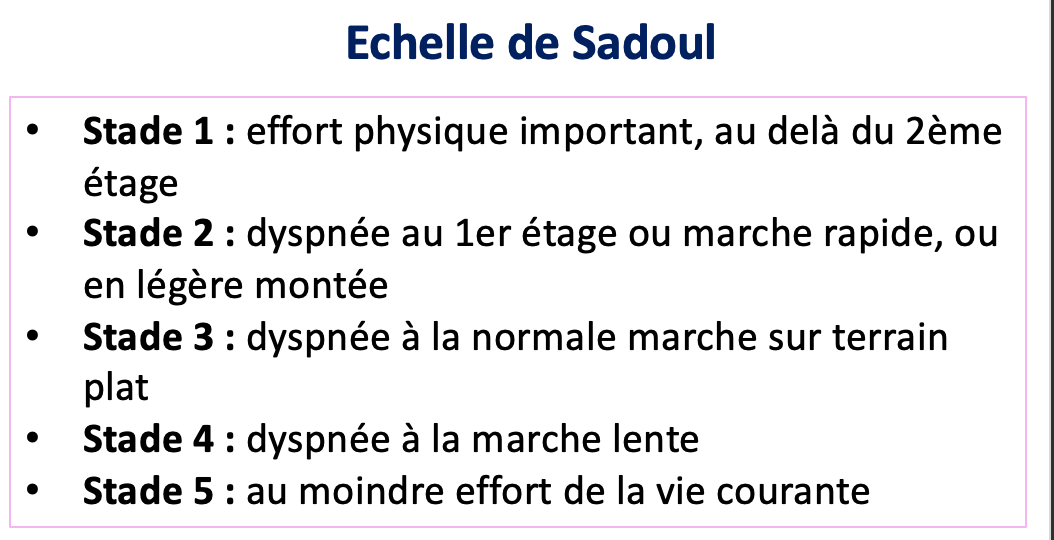 Echelle de Sadoul
• Stade 1 : effort physique important, au delà du 2ème
étage
• Stade 2 : dyspnée au 1er étage ou marche rapide, ou
en légère montée
• Stade 3 : dyspnée à la normale marche sur terrain
plat
• Stade 4 : dyspnée à la marche lente
• Stade 5 : au moindre effort de la vie courante